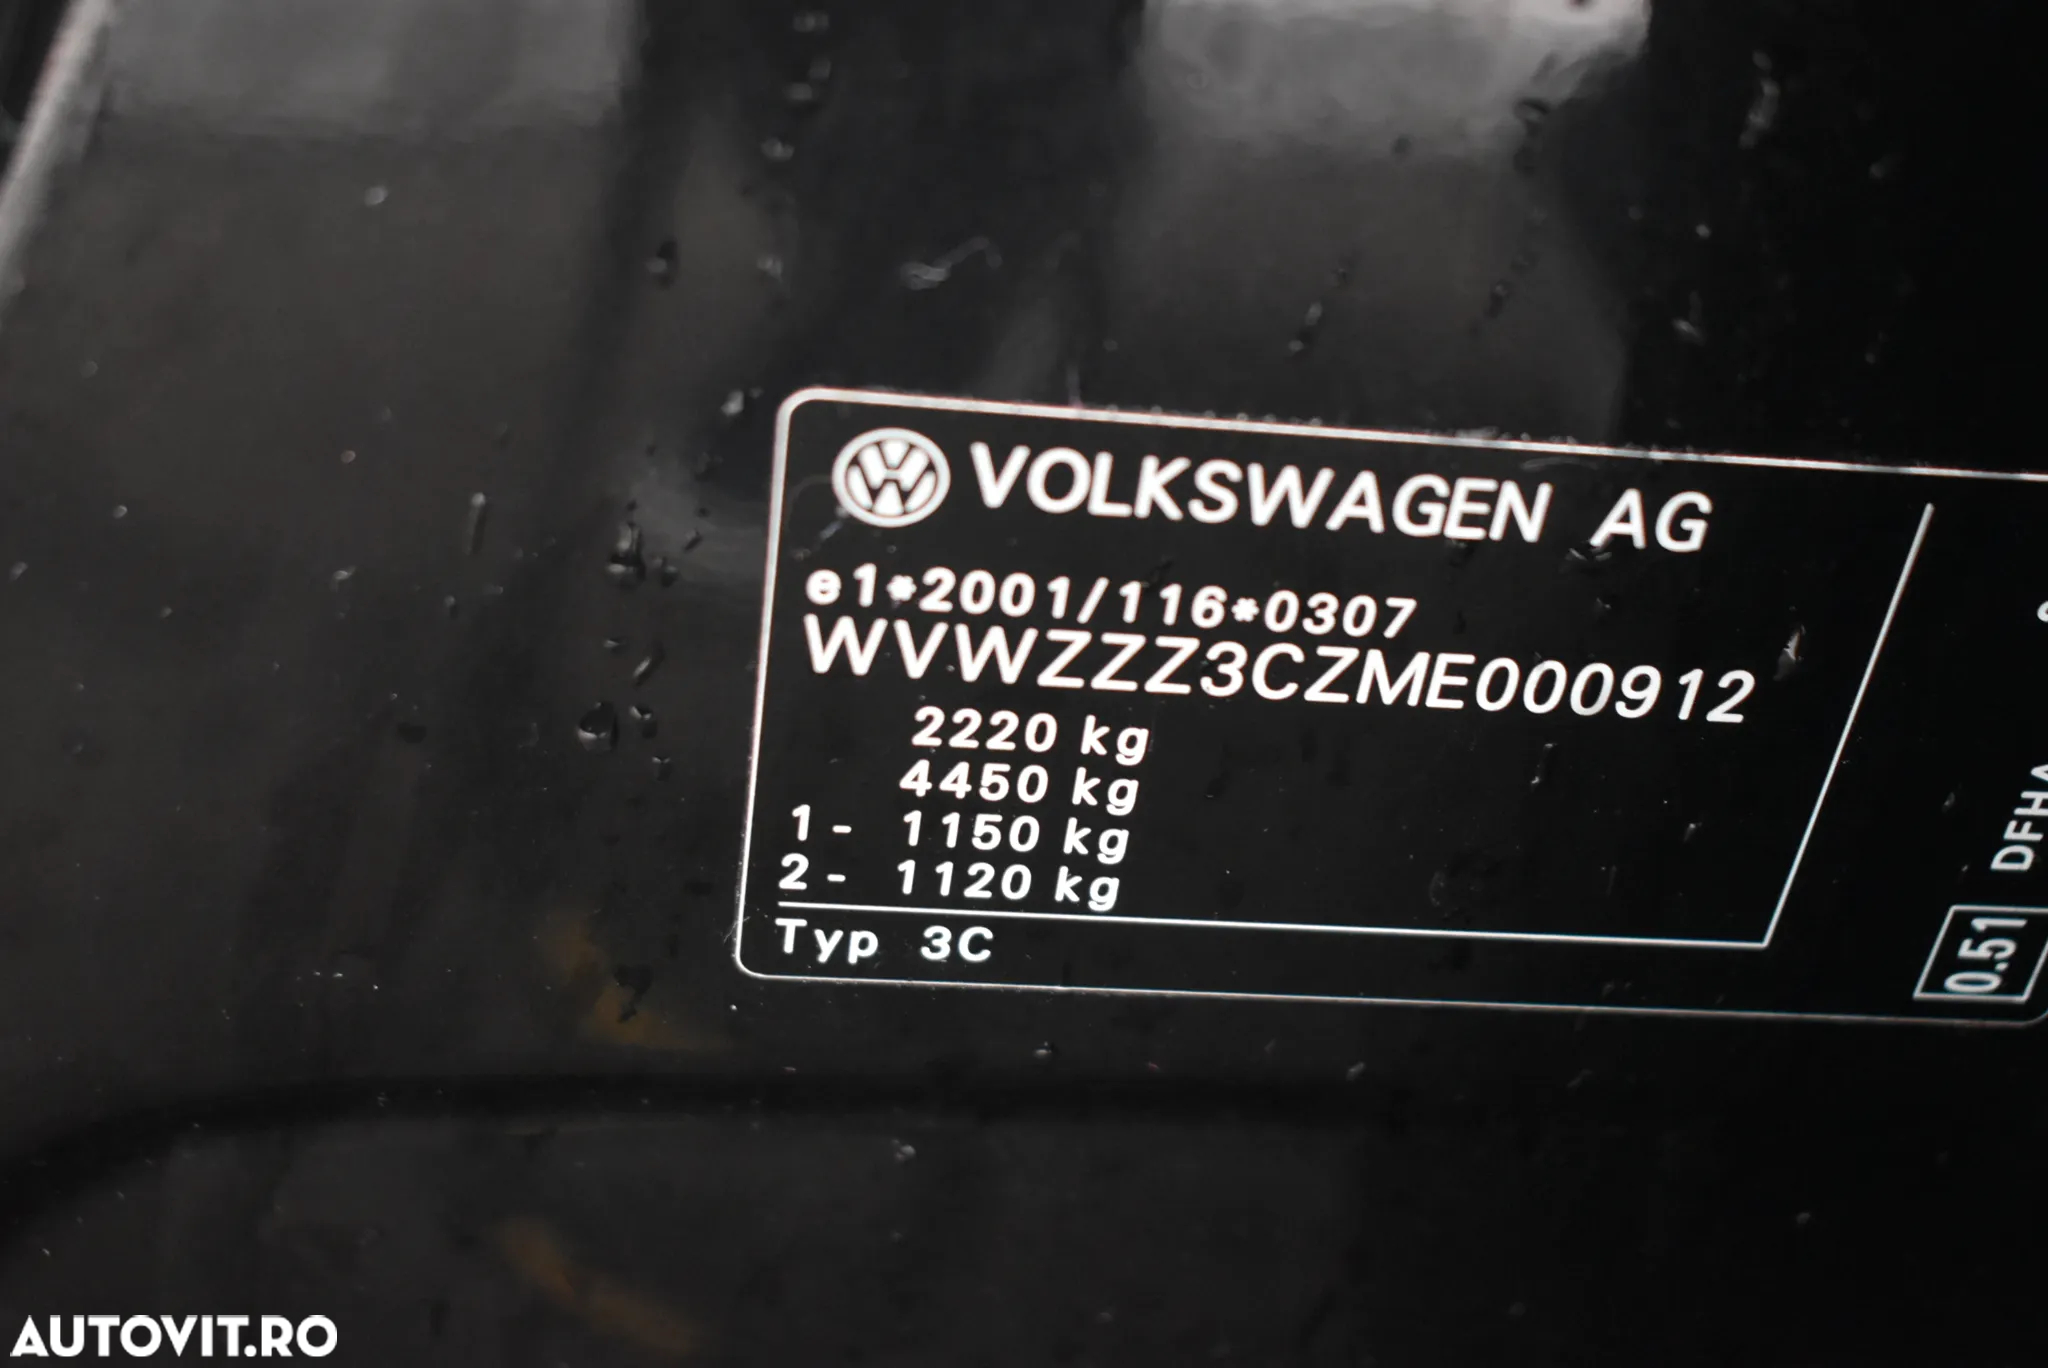 VOLKSWAGEN AG
e1*2001/116*0307
WVWZZZ3CZME000912
2220 kg
4450 kg
1- 1150 kg
2- 1120 kg
Typ 3C
DFHA
0.51
AUTOVIT.RO